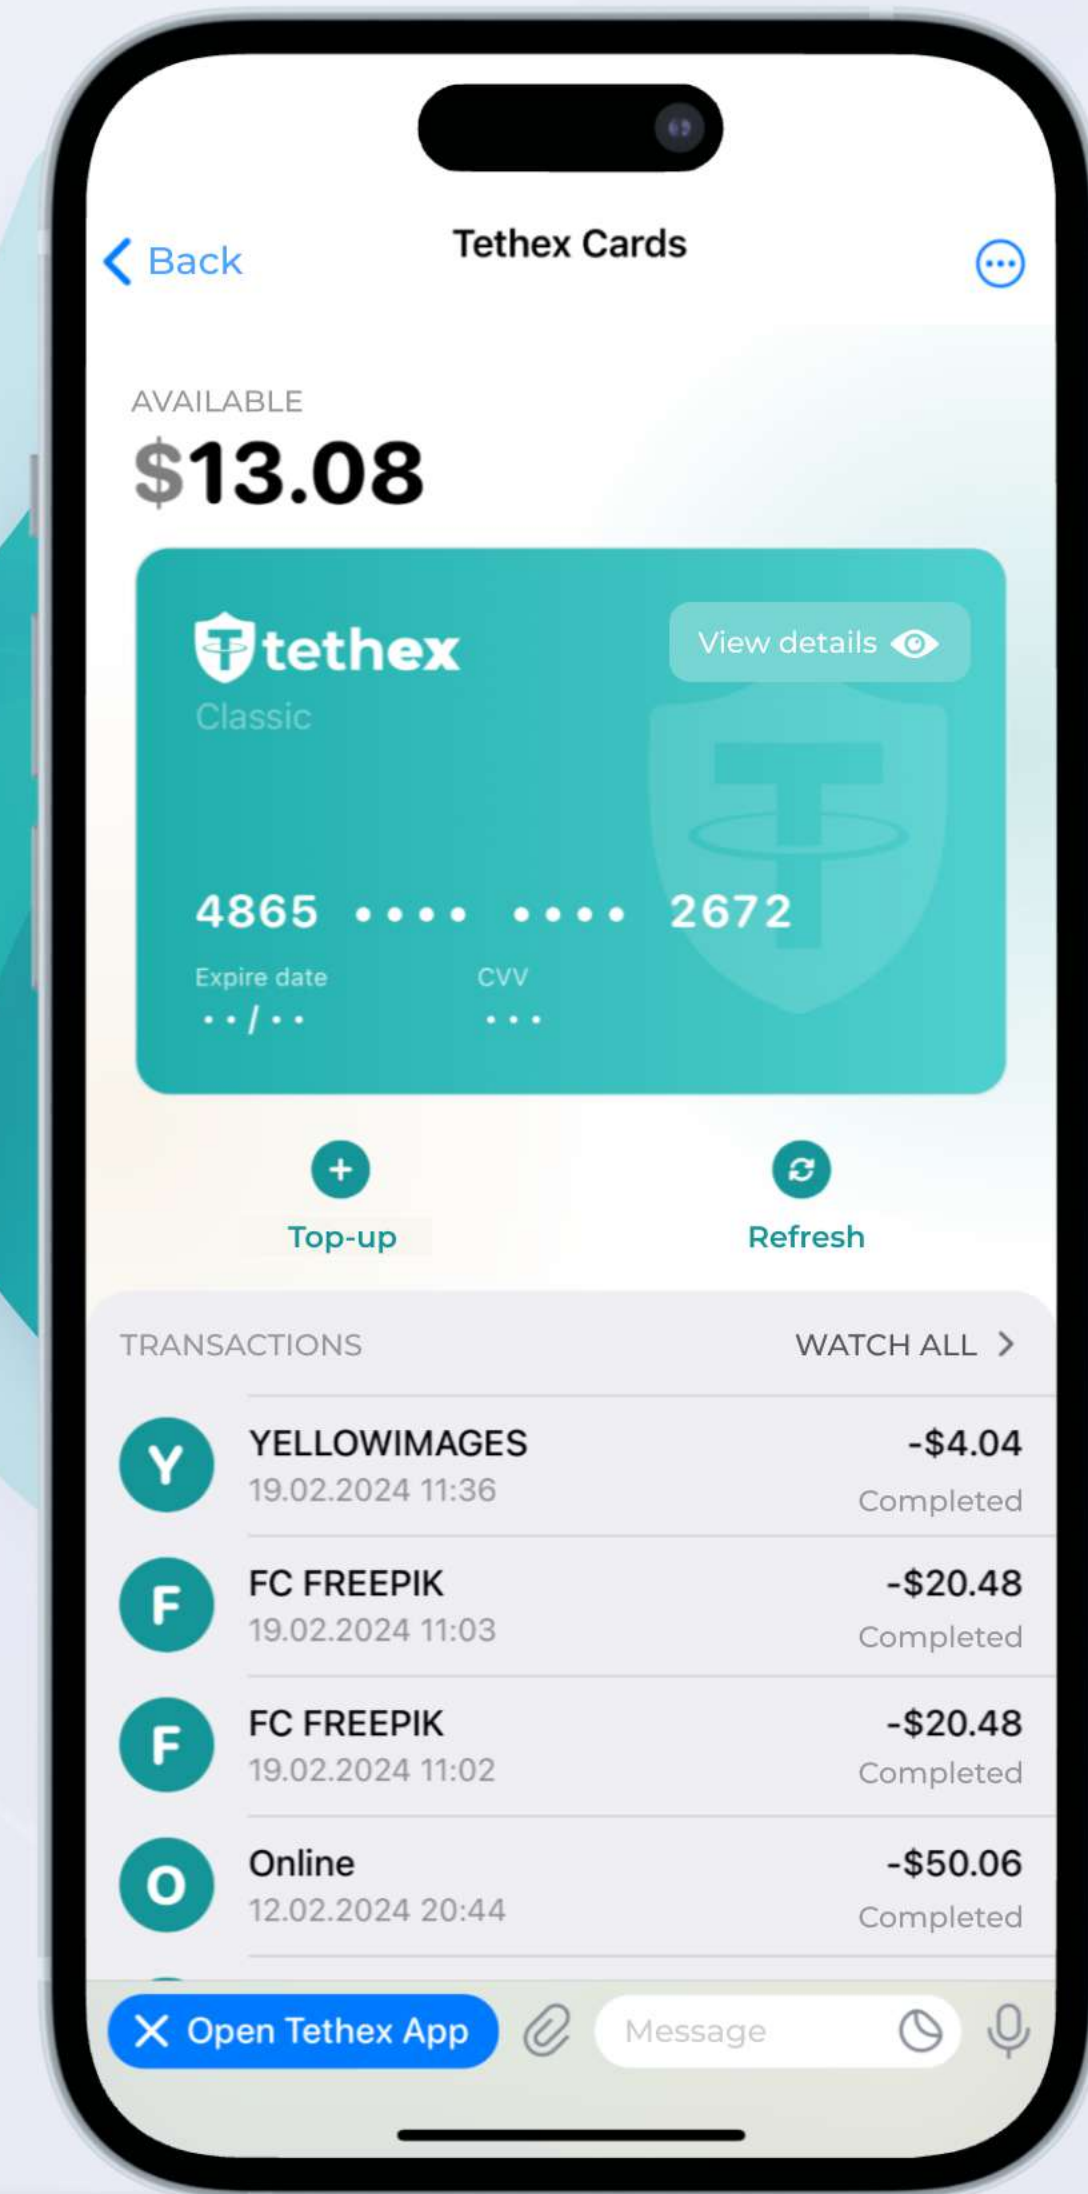 Back
Tethex Cards
AVAILABLE
$13.08
tethex
View details
Classic
4865 •••• •••• 2672
Expire date
CVV
••/••
•••
Top-up
Refresh
TRANSACTIONS
WATCH ALL >
Y
YELLOWIMAGES
-$4.04
19.02.2024 11:36
Completed
F
FC FREEPIK
-$20.48
19.02.2024 11:03
Completed
F
FC FREEPIK
-$20.48
19.02.2024 11:02
Completed
O
Online
-$50.06
12.02.2024 20:44
Completed
Open Tethex App
Message